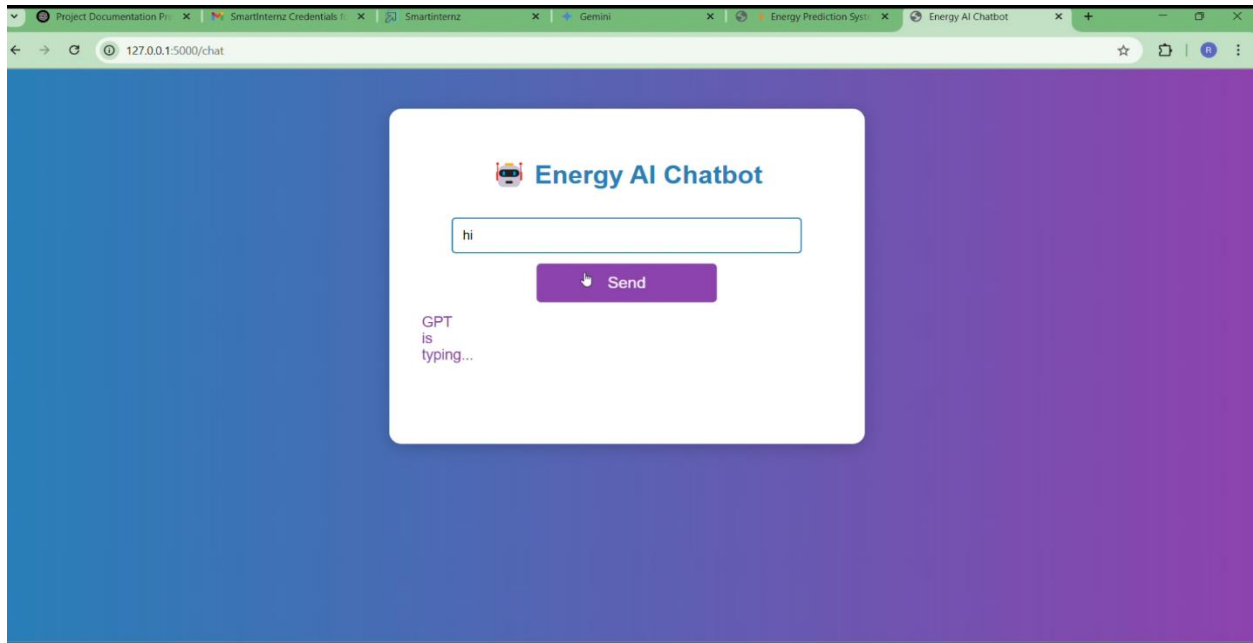 Project Documentation Pr
SmartInternz Credentials f
Smartinternz
Gemini
Energy Prediction Syst
Energy AI Chatbot
127.0.0.1:5000/chat
R
Energy AI Chatbot
hi
Send
GPT
is
typing...